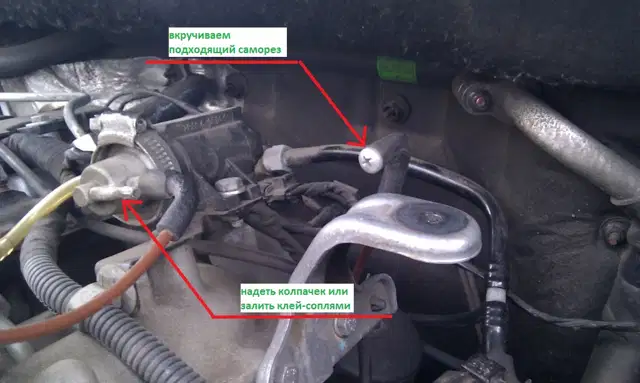 вкручиваем
подходящий саморез
надеть колпачек или
залить клей-соплями